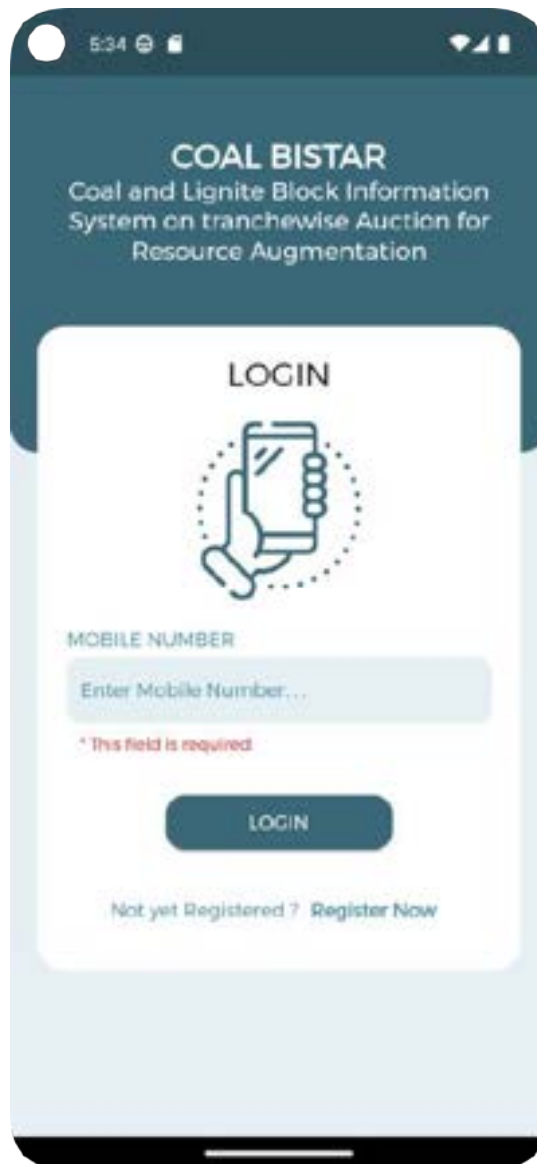 5:34
COAL BISTAR
Coal and Lignite Block Information
System on tranchewise Auction for
Resource Augmentation
LOGIN
MOBILE NUMBER
Enter Mobile Number...
* This field is required
LOGIN
Not yet Registered ? Register Now